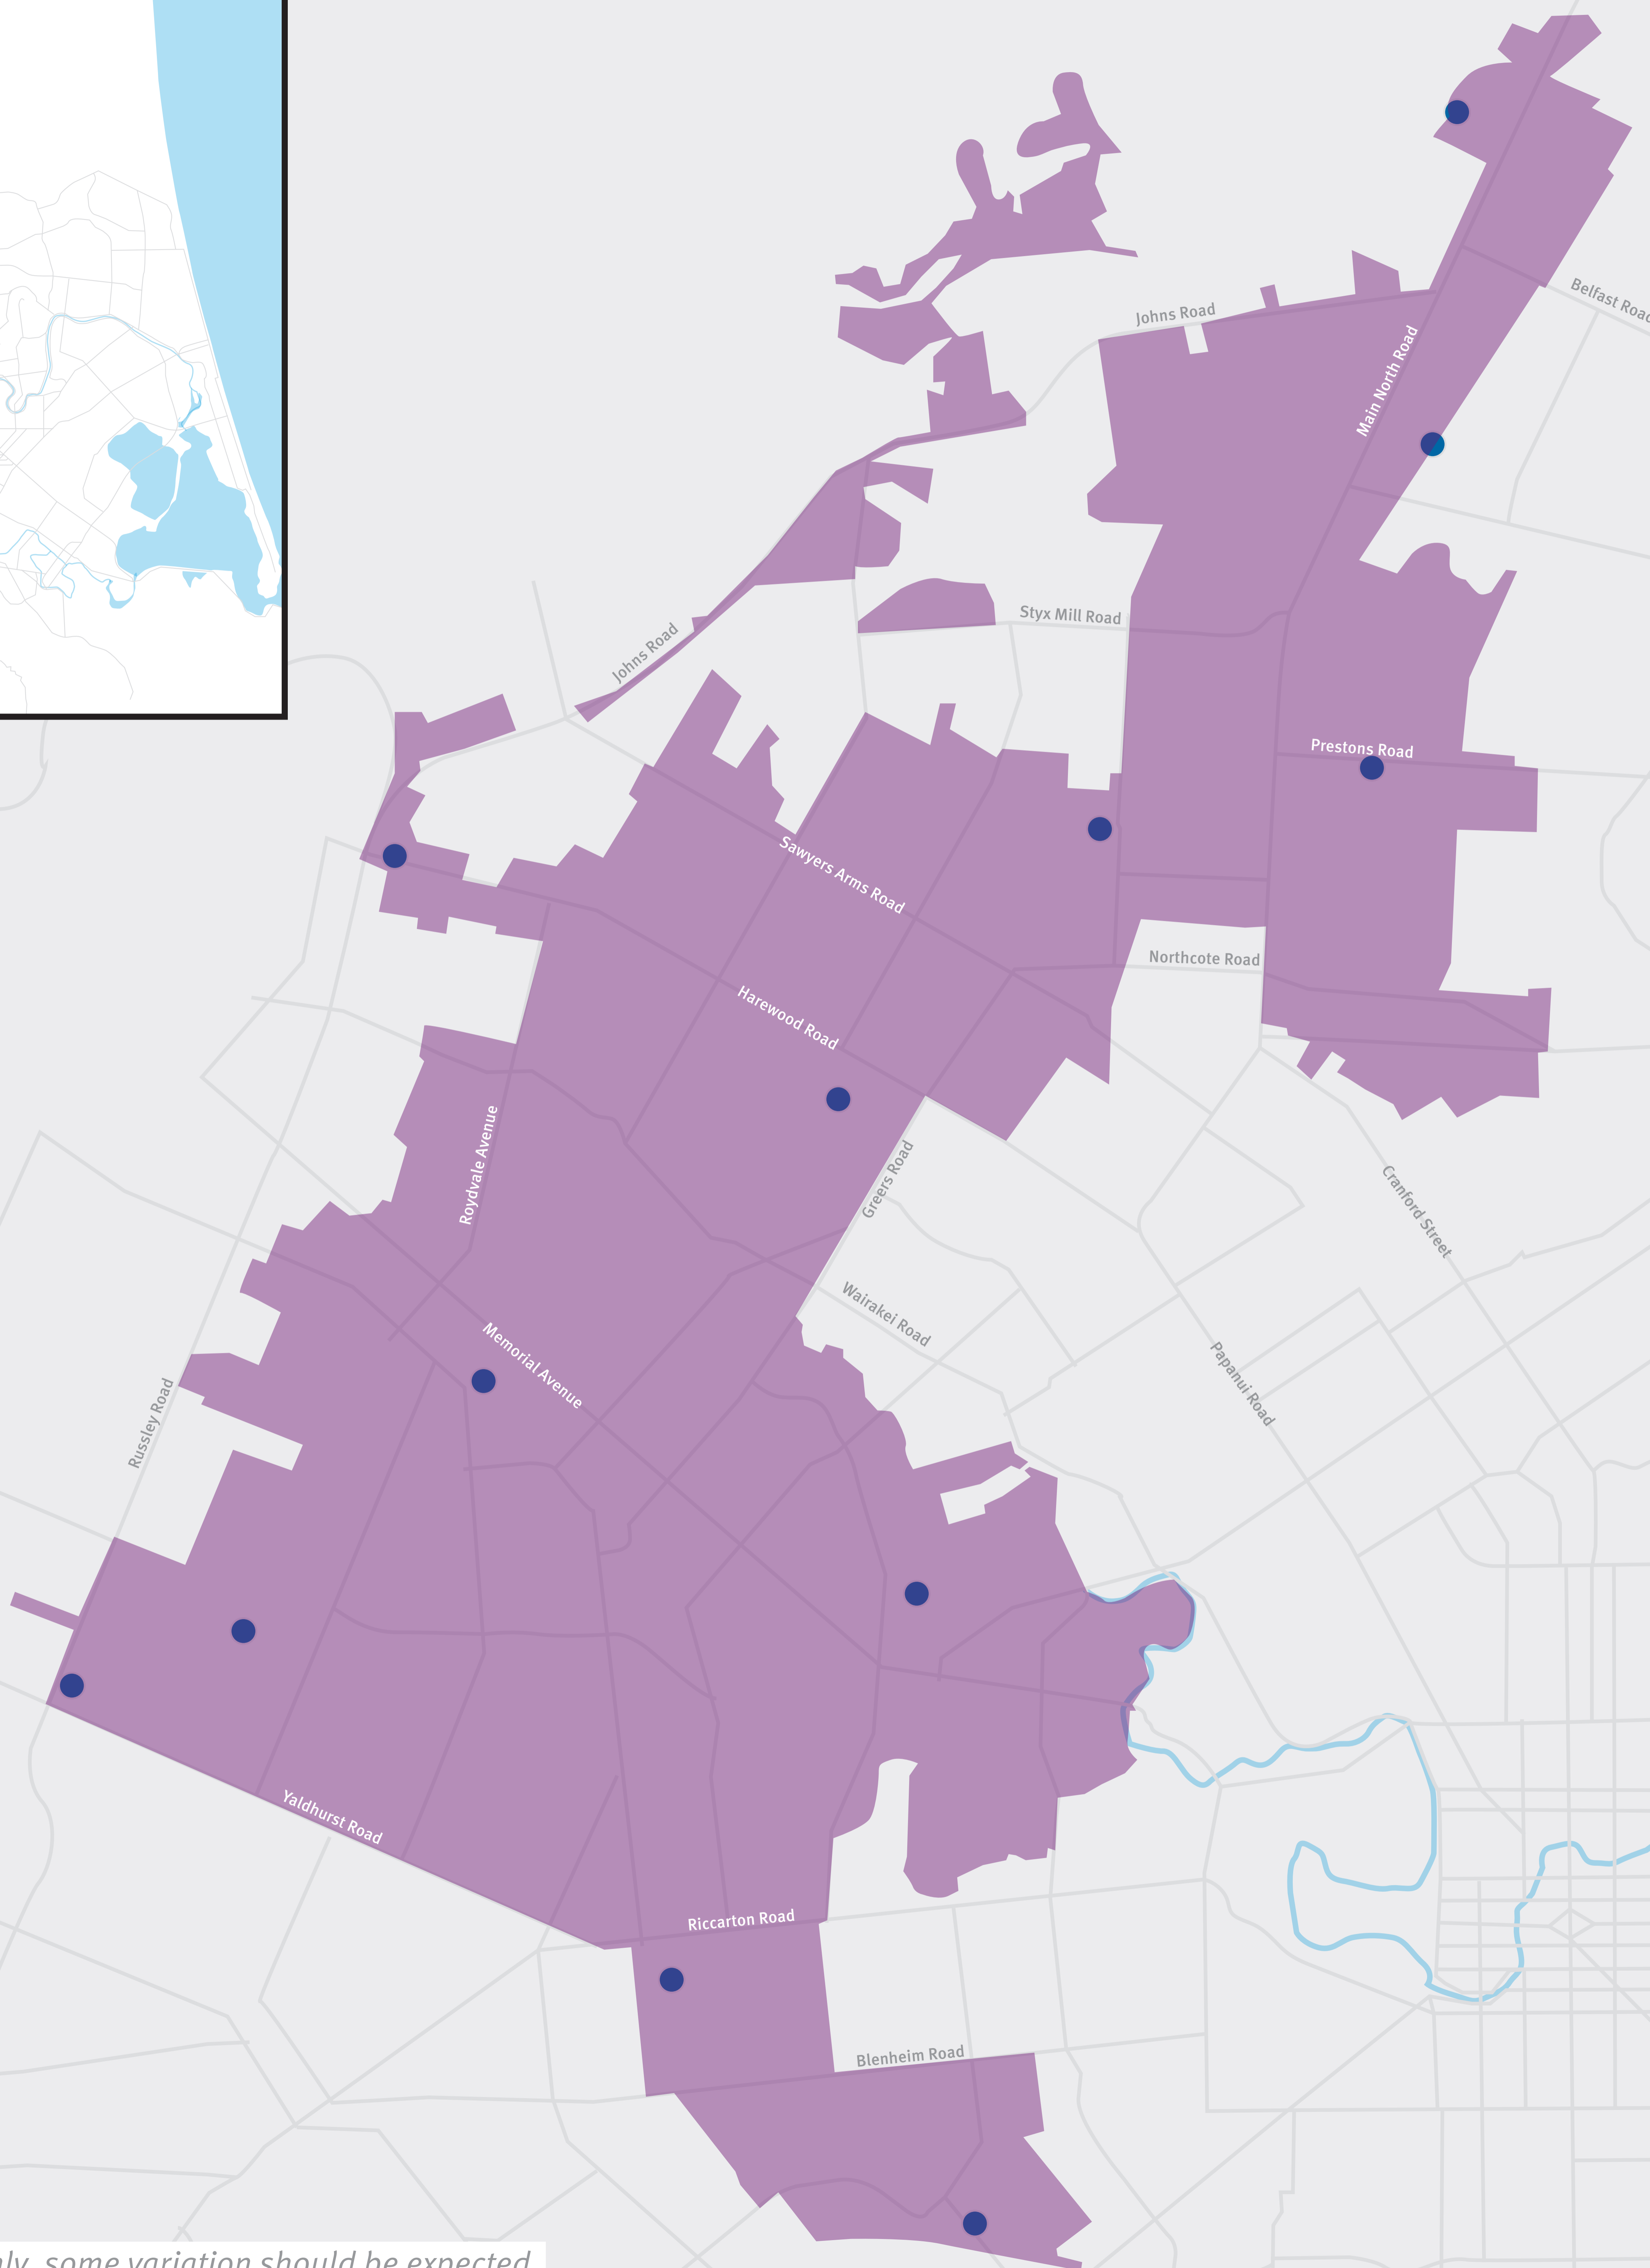 Belfast Road
Johns Road
Main North Road
Styx Mill Road
Johns Road
Prestons Road
Sawyers Arms Road
Northcote Road
Harewood Road
Roydvale Avenue
Greers Road
Cranford Street
Wairakei Road
Memorial Avenue
Papanui Road
Russley Road
Yaldhurst Road
Riccarton Road
Blenheim Road
some variation should be expected